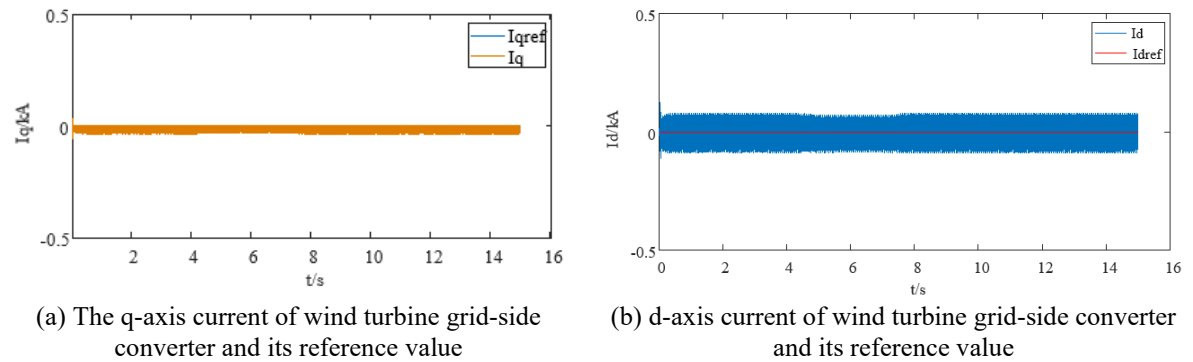 0.5
Iqref
Iq
Iq/kA
0
-0.5
2
4
6
8
10
12
14
16
t/s
(a) The q-axis current of wind turbine grid-side
converter and its reference value
0.5
Id
Idref
Id/kA
0
-0.5
0
2
4
6
8
10
12
14
16
t/s
(b) d-axis current of wind turbine grid-side converter
and its reference value